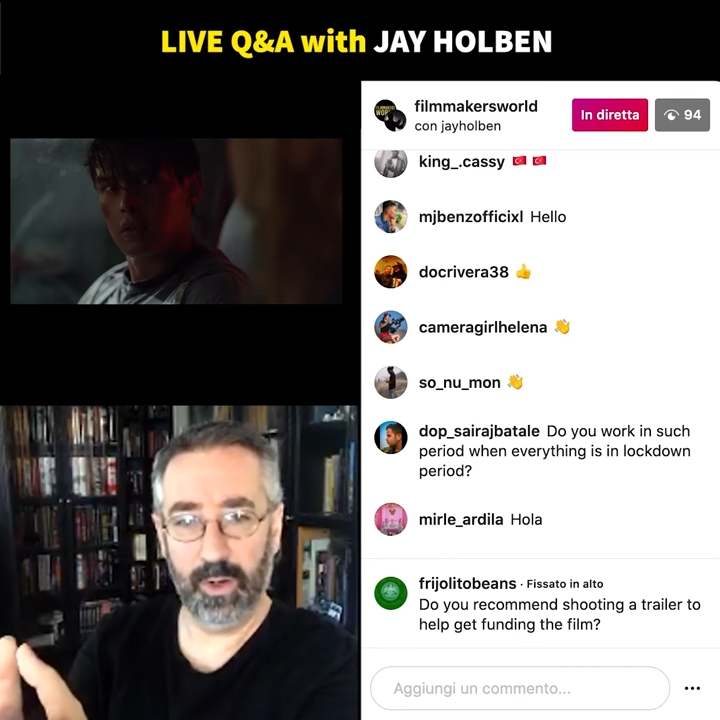 LIVE Q&A with JAY HOLBEN
filmmakersworld
con jayholben
In diretta
94
king_.cassy 🇹🇷 🇹🇷
mjbenzofficixl Hello
docrivera38 👍
cameragirlhelena 👋
so_nu_mon 👋
dop_sairajbatale Do you work in such
period when everything is in lockdown
period?
mirle_ardila Hola
frijolitobeans · Fissato in alto
Do you recommend shooting a trailer to
help get funding the film?
Aggiungi un commento...